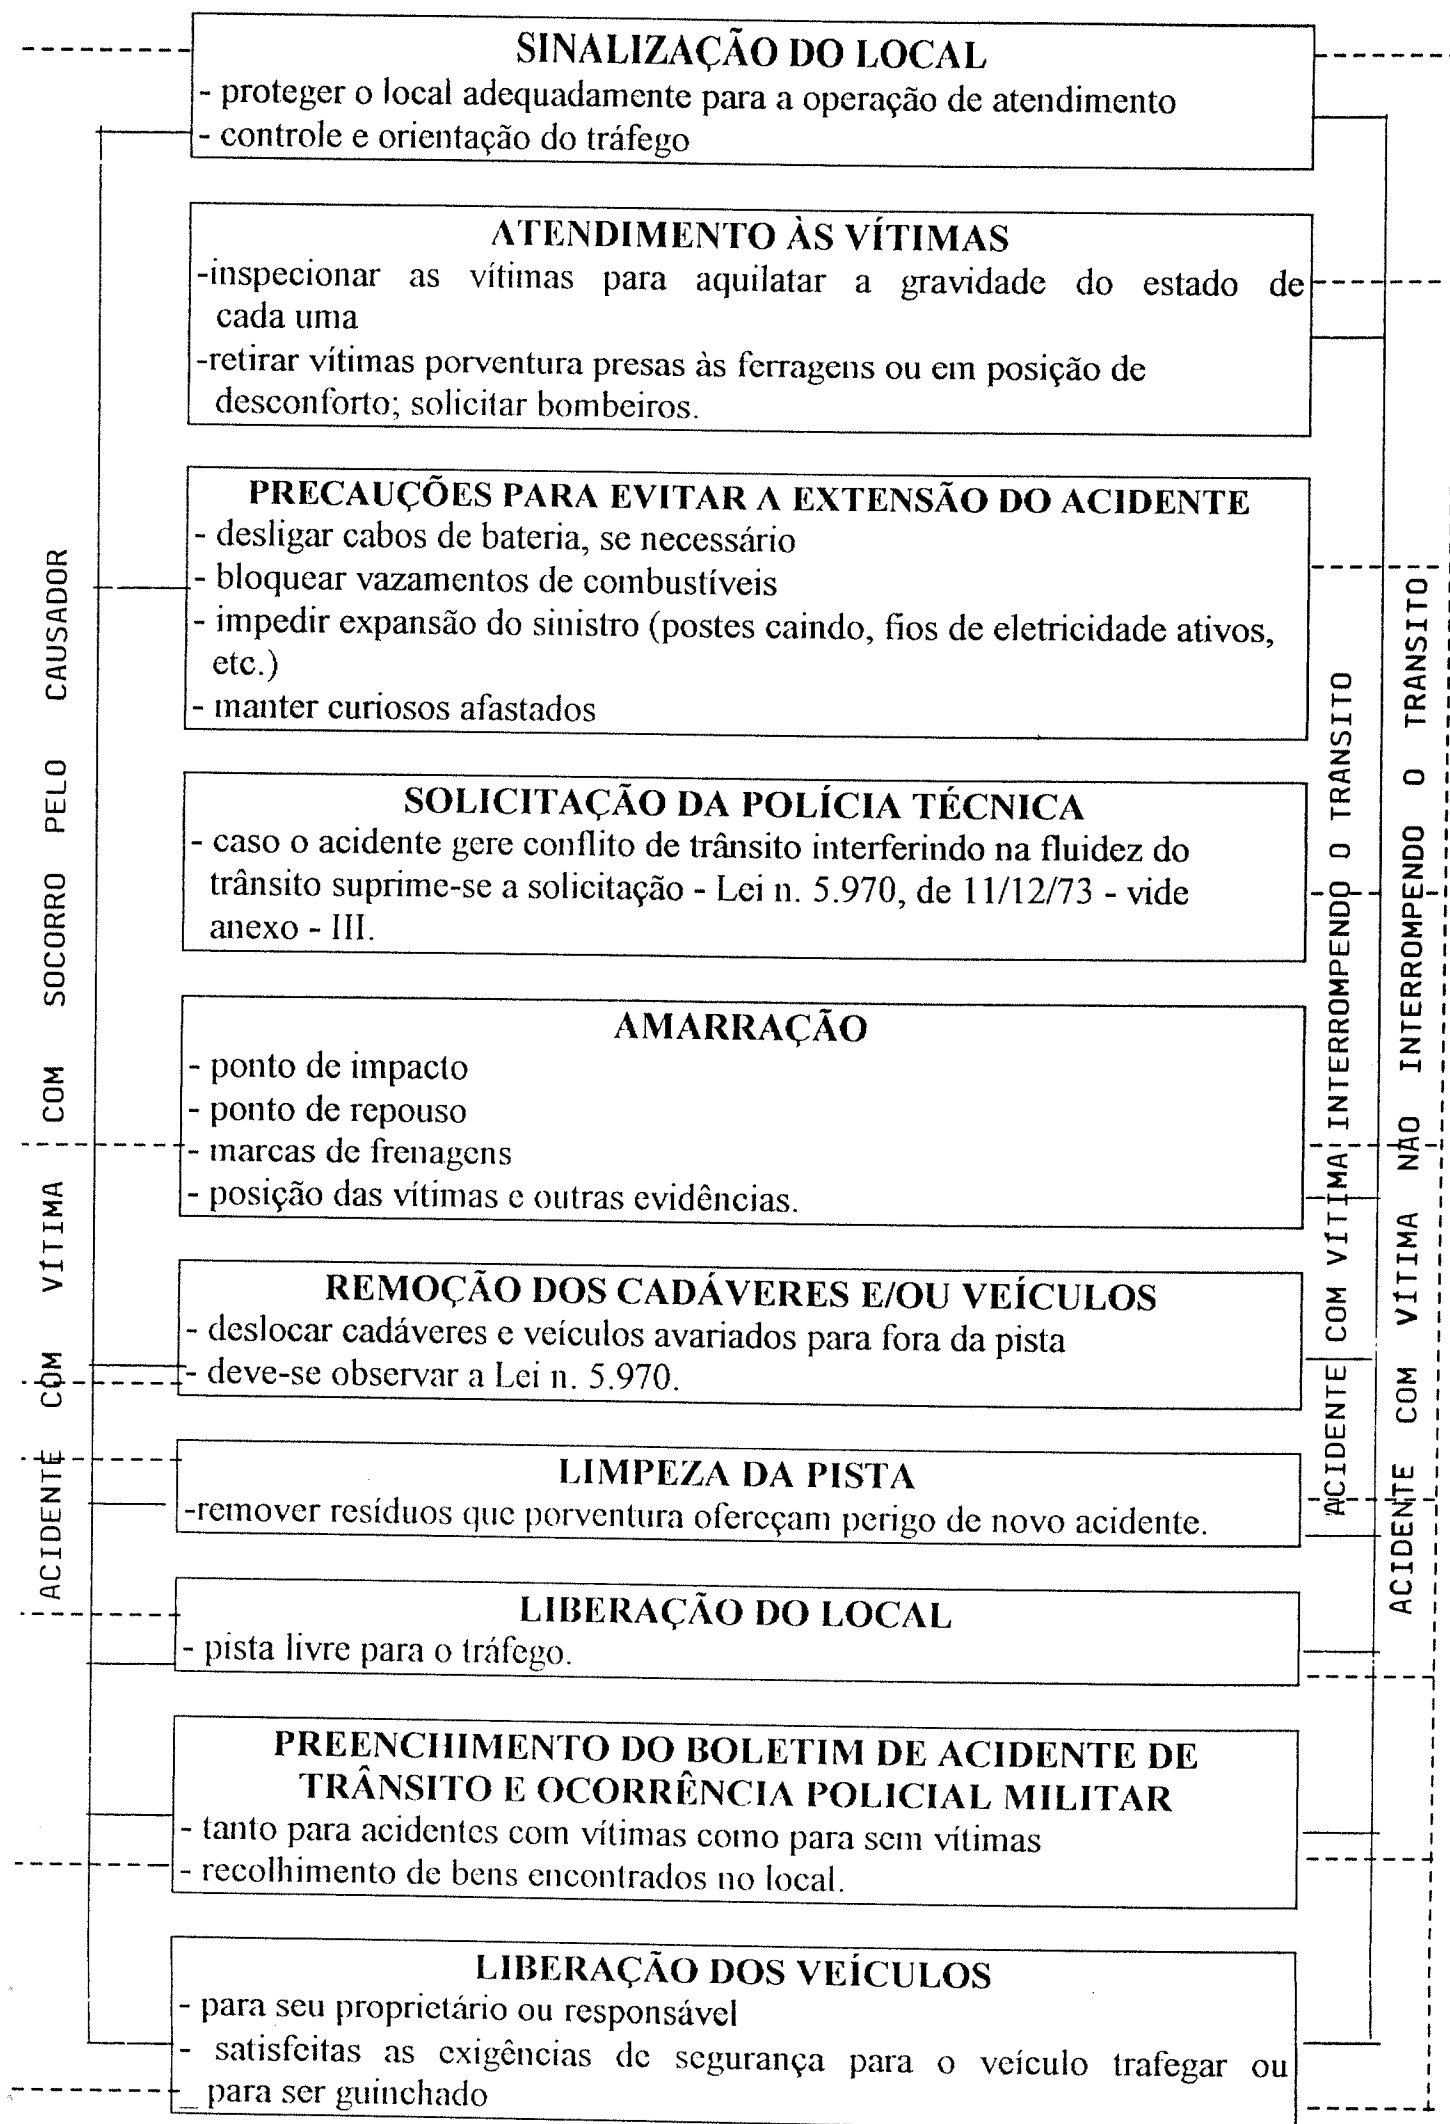 SINALIZAÇÃO DO LOCAL
- proteger o local adequadamente para a operação de atendimento
- controle e orientação do tráfego
ATENDIMENTO ÀS VÍTIMAS
-inspecionar as vítimas para aquilatar a gravidade do estado de
cada uma
-retirar vítimas porventura presas às ferragens ou em posição de
desconforto; solicitar bombeiros.
PRECAUÇÕES PARA EVITAR A EXTENSÃO DO ACIDENTE
- desligar cabos de bateria, se necessário
- bloquear vazamentos de combustíveis
- impedir expansão do sinistro (postes caindo, fios de eletricidade ativos,
etc.)
- manter curiosos afastados
SOLICITAÇÃO DA POLÍCIA TÉCNICA
- caso o acidente gere conflito de trânsito interferindo na fluidez do
trânsito suprime-se a solicitação - Lei n. 5.970, de 11/12/73 - vide
anexo - III.
AMARRAÇÃO
- ponto de impacto
- ponto de repouso
- marcas de frenagens
- posição das vítimas e outras evidências.
REMOÇÃO DOS CADÁVERES E/OU VEÍCULOS
- deslocar cadáveres e veículos avariados para fora da pista
- deve-se observar a Lei n. 5.970.
LIMPEZA DA PISTA
-remover resíduos que porventura ofereçam perigo de novo acidente.
LIBERAÇÃO DO LOCAL
- pista livre para o tráfego.
PREENCHIMENTO DO BOLETIM DE ACIDENTE DE
TRÂNSITO E OCORRÊNCIA POLICIAL MILITAR
- tanto para acidentes com vítimas como para sem vítimas
- recolhimento de bens encontrados no local.
LIBERAÇÃO DOS VEÍCULOS
- para seu proprietário ou responsável
- satisfeitas as exigências de segurança para o veículo trafegar ou
para ser guinchado
ACIDENTE COM VÍTIMA COM SOCORRO PELO CAUSADOR
ACIDENTE COM VÍTIMA INTERROMPENDO O TRANSITO
ACIDENTE COM VÍTIMA NÃO INTERROMPENDO O TRANSITO